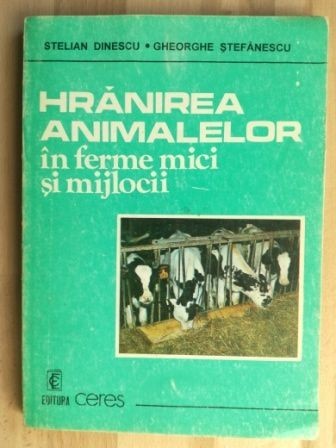 STELIAN DINESCU • GHEORGHE ȘTEFĂNESCU
HRĂNIREA
ANIMALELOR
în ferme mici
și mijlocii
EDITURA ceres